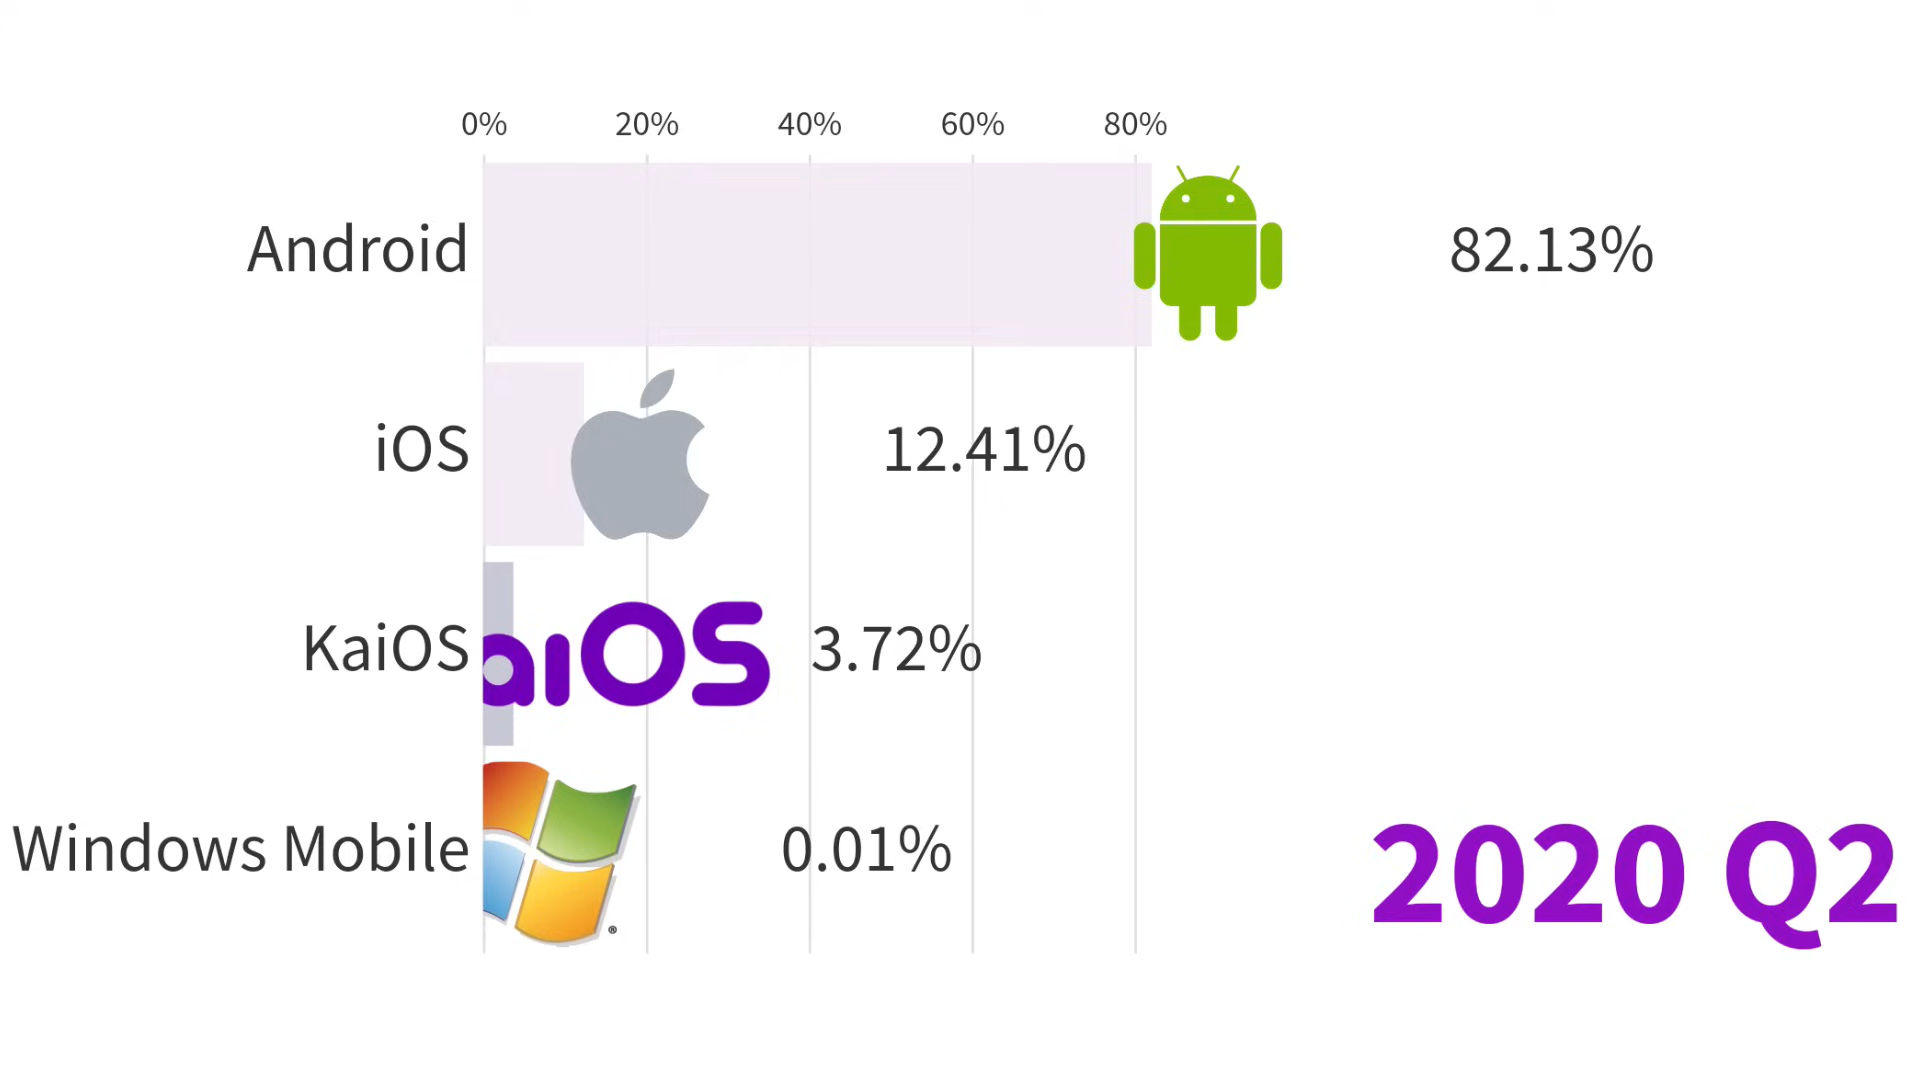 0% 20% 40% 60% 80%
Android 82.13%
iOS 12.41%
KaiOS aiOS 3.72%
Windows Mobile ® 0.01%
2020 Q2